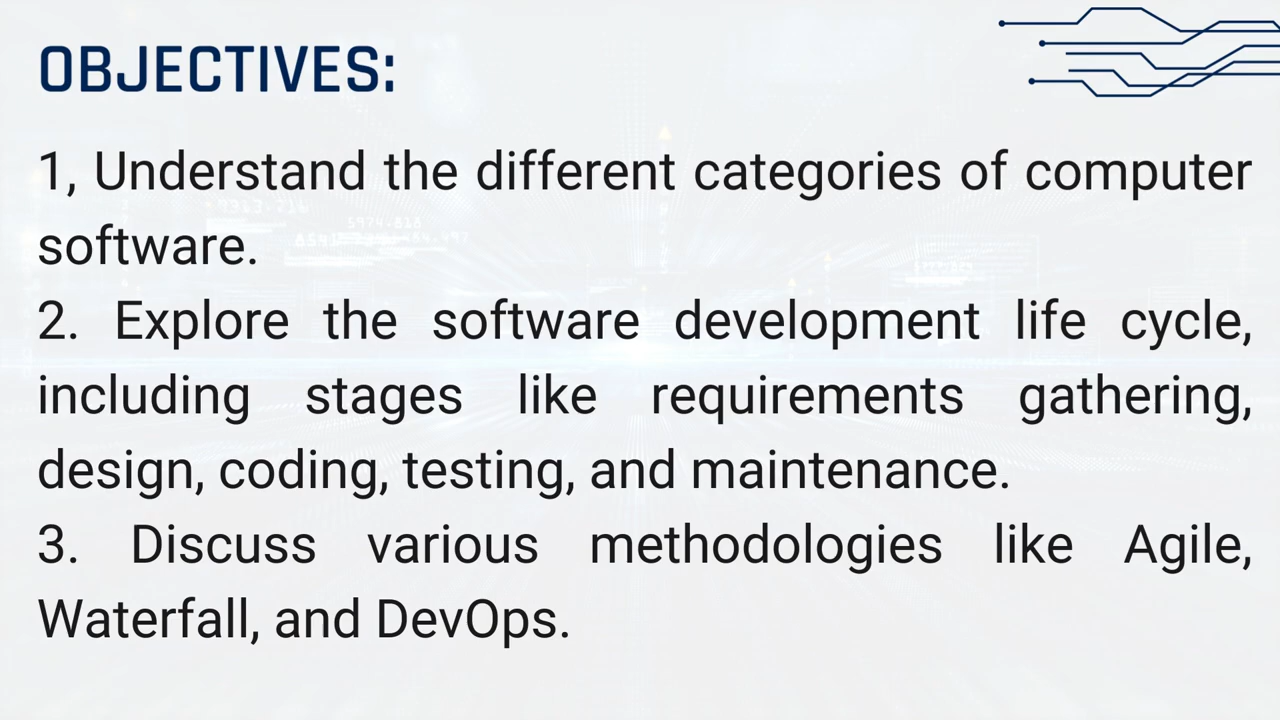 OBJECTIVES:
1, Understand the different categories of computer
software.
2. Explore the software development life cycle,
including stages like requirements gathering,
design, coding, testing, and maintenance.
3. Discuss various methodologies like Agile,
Waterfall, and DevOps.